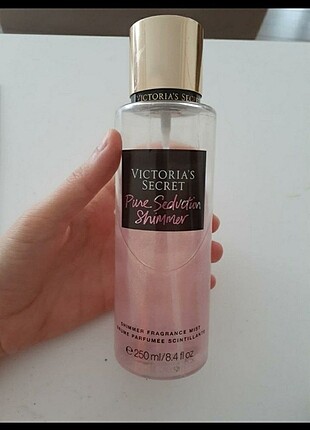 VICTORIA'S SECRET
VICTORIA'S
SECRET
Pure Seduction
Shimmer
SHIMMER FRAGRANCE MIST
BRUME PARFUMÉE SCINTILLANTE
℮ 250 ml/8.4 fl oz